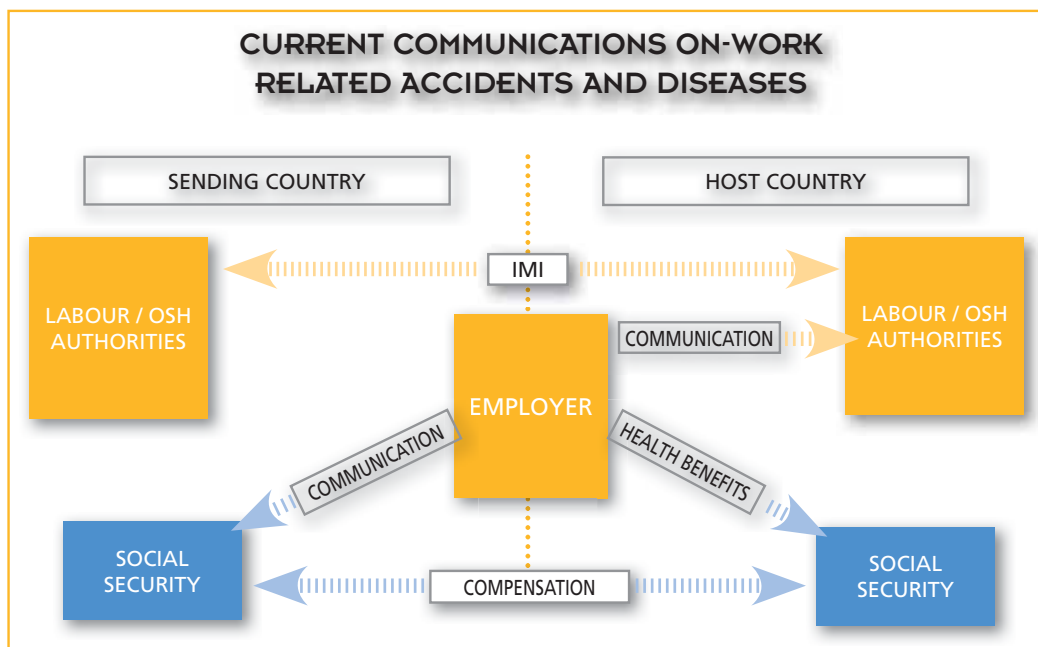 CURRENT COMMUNICATIONS ON-WORK
RELATED ACCIDENTS AND DISEASES
SENDING COUNTRY
HOST COUNTRY
IMI
LABOUR / OSH
AUTHORITIES
LABOUR / OSH
AUTHORITIES
COMMUNICATION
EMPLOYER
COMMUNICATION
HEALTH BENEFITS
SOCIAL
SECURITY
COMPENSATION
SOCIAL
SECURITY